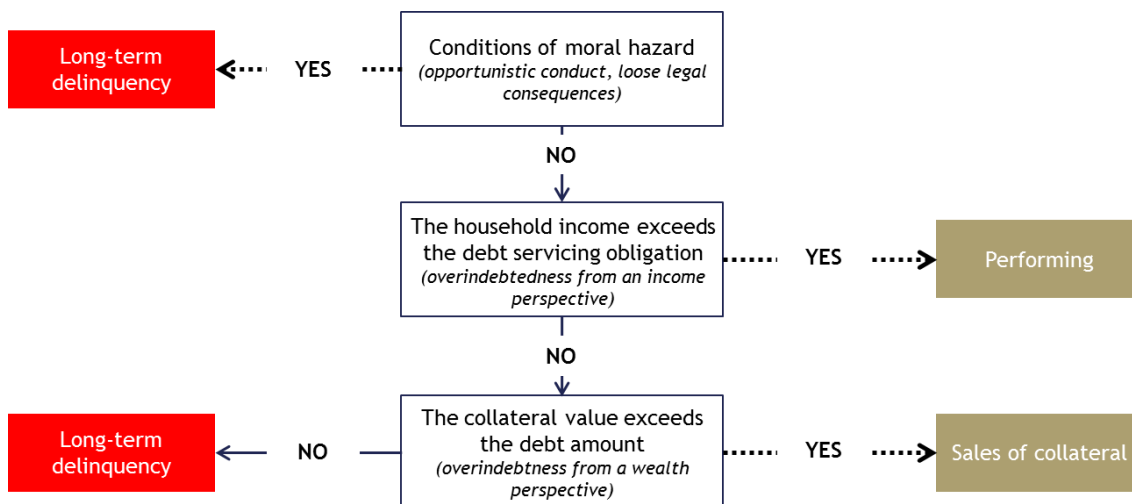 Long-term
delinquency
YES
Conditions of moral hazard
(opportunistic conduct, loose legal
consequences)
NO
The household income exceeds
the debt servicing obligation
(overindebtedness from an income
perspective)
YES
Performing
NO
Long-term
delinquency
NO
The collateral value exceeds
the debt amount
(overindebtness from a wealth
perspective)
YES
Sales of collateral